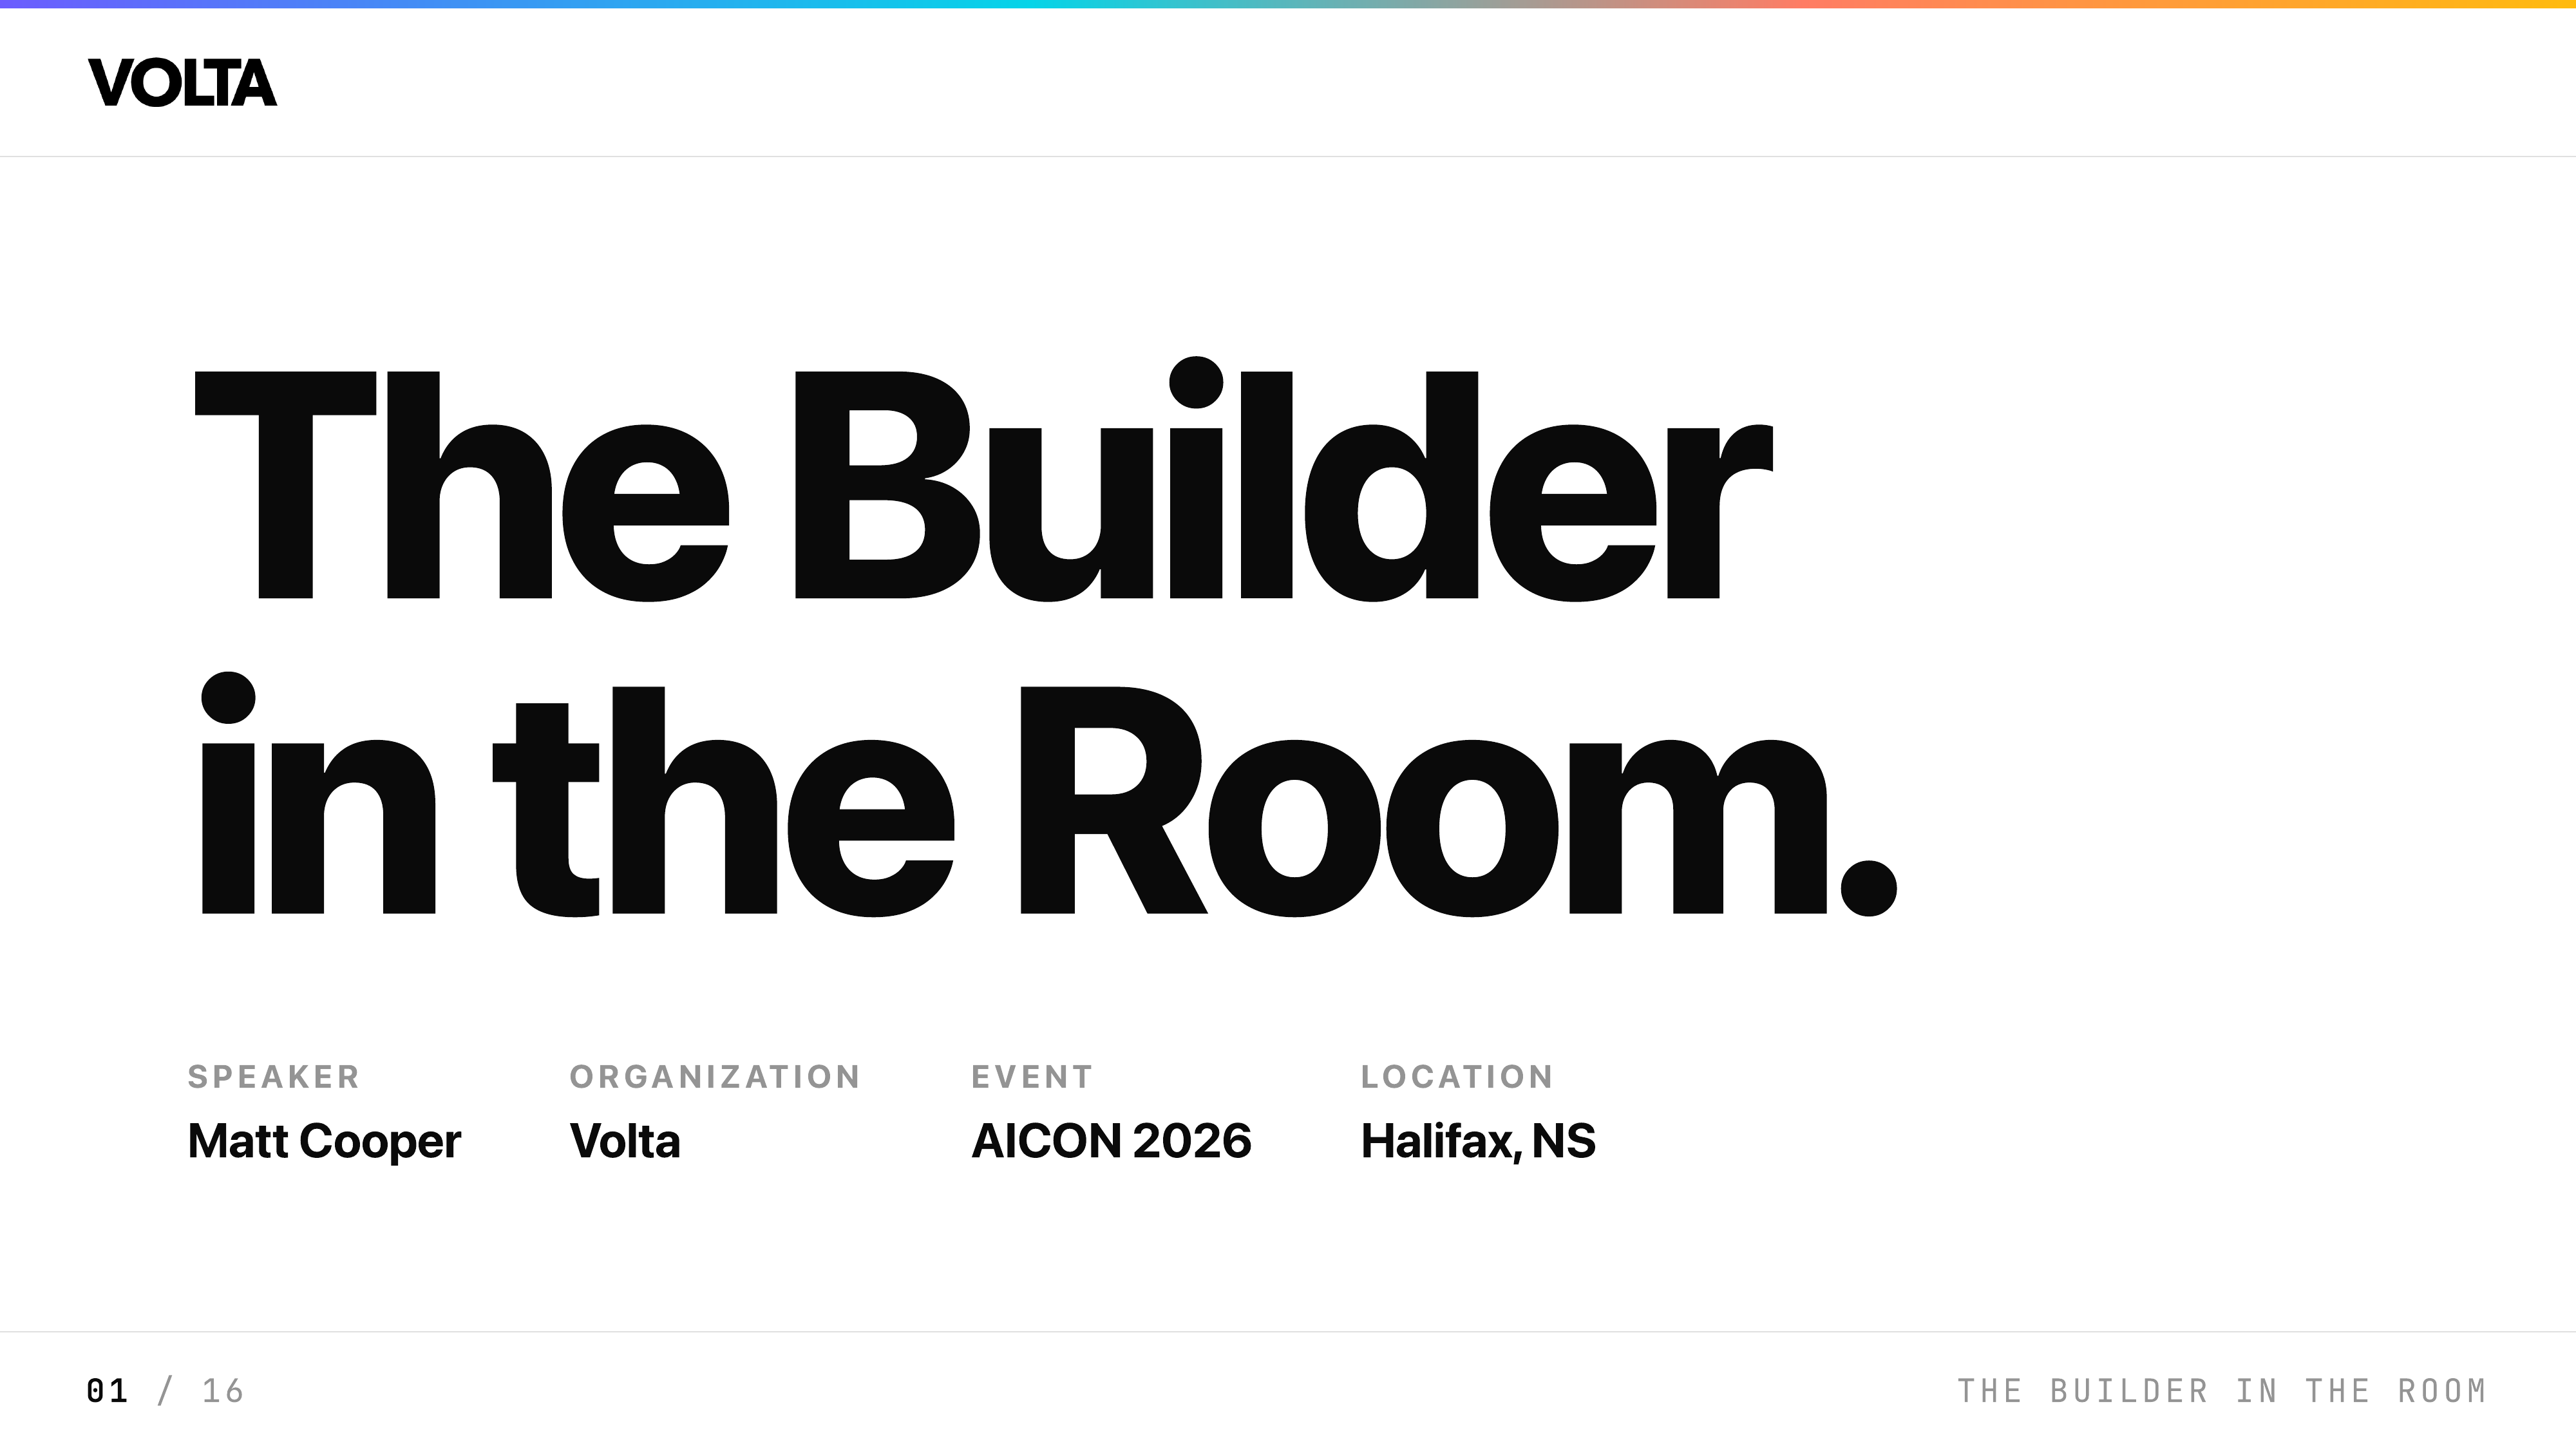 VOLTA
The Builder
in the Room.
SPEAKER
Matt Cooper
ORGANIZATION
Volta
EVENT
AICON 2026
LOCATION
Halifax, NS
01 / 16
THE BUILDER IN THE ROOM